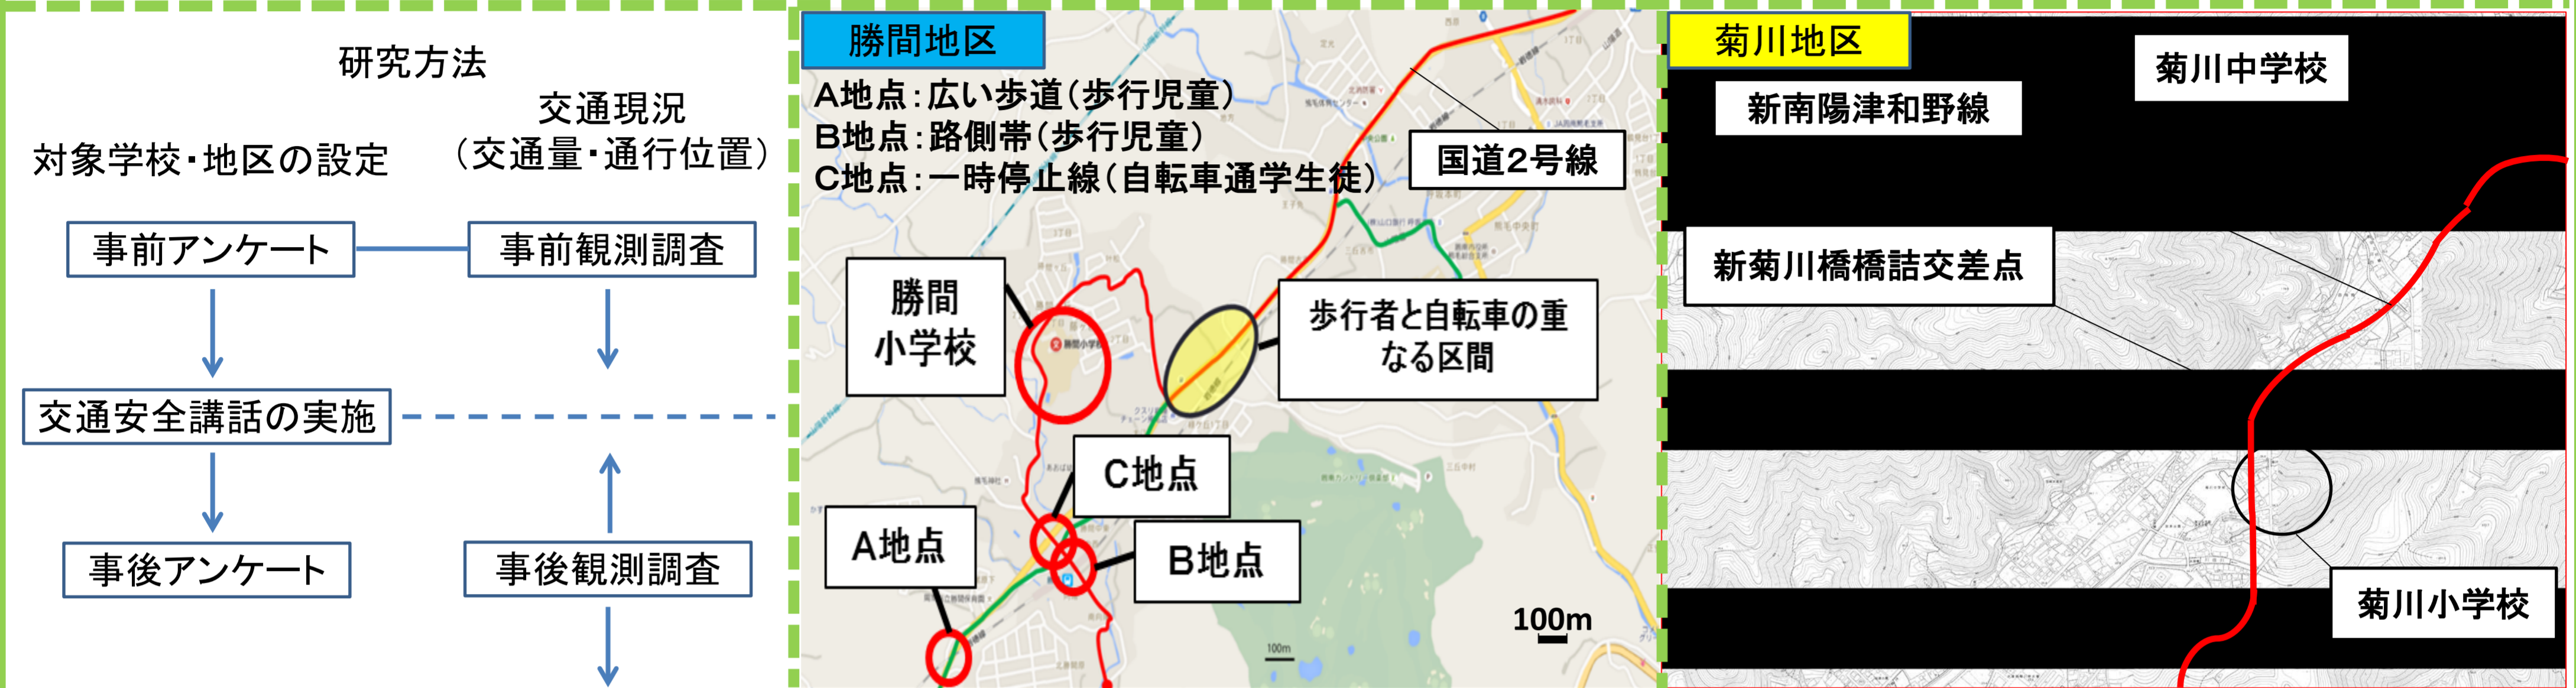 研究方法
対象学校・地区の設定
交通現況
（交通量・通行位置）
事前アンケート
事前観測調査
交通安全講話の実施
事後アンケート
事後観測調査
勝間地区
A地点：広い歩道（歩行児童）
B地点：路側帯（歩行児童）
C地点：一時停止線（自転車通学生徒）
国道2号線
勝間
小学校
勝間小学校
歩行者と自転車の重
なる区間
C地点
A地点
B地点
100m
100m
菊川地区
菊川中学校
新南陽津和野線
新菊川橋橋詰交差点
菊川小学校